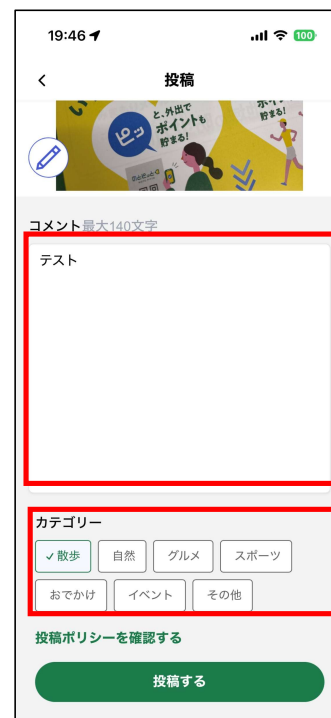 19:46
100
投稿
と、外出で
ポイントも
貯まる!
ピッ
貯まる!
コメント最大140文字
テスト
カテゴリー
✓散歩 自然 グルメ スポーツ
おでかけ イベント その他
投稿ポリシーを確認する
投稿する